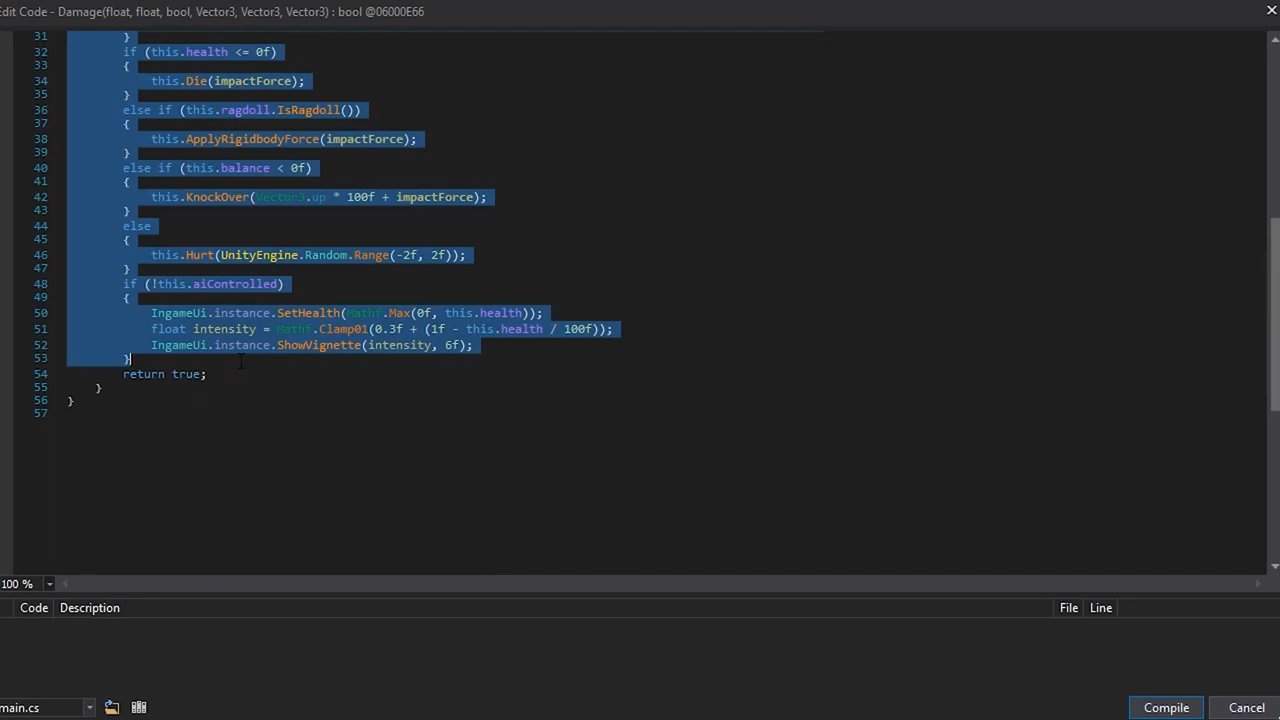 Edit Code - Damage(float, float, bool, Vector3, Vector3, Vector3) : bool @06000E66
31 }
32 if (this.health <= 0f)
33 {
34 this.Die(impactForce);
35 }
36 else if (this.ragdoll.IsRagdoll())
37 {
38 this.ApplyRigidbodyForce(impactForce);
39 }
40 else if (this.balance < 0f)
41 {
42 this.KnockOver(Vector3.up * 100f + impactForce);
43 }
44 else
45 {
46 this.Hurt(UnityEngine.Random.Range(-2f, 2f));
47 }
48 if (!this.aiControlled)
49 {
50 IngameUi.instance.SetHealth(Mathf.Max(0f, this.health));
51 float intensity = Mathf.Clamp01(0.3f + (1f - this.health / 100f));
52 IngameUi.instance.ShowVignette(intensity, 6f);
53 }
54 return true;
55 }
56 }
57
100 %
Code Description File Line
main.cs Compile Cancel